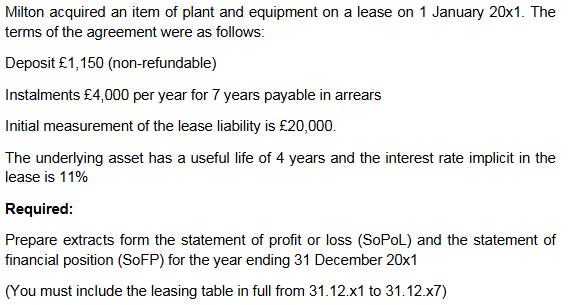 Milton acquired an item of plant and equipment on a lease on 1 January 20x1. The
terms of the agreement were as follows:
Deposit £1,150 (non-refundable)
Instalments £4,000 per year for 7 years payable in arrears
Initial measurement of the lease liability is £20,000.
The underlying asset has a useful life of 4 years and the interest rate implicit in the
lease is 11%
Required:
Prepare extracts form the statement of profit or loss (SoPoL) and the statement of
financial position (SoFP) for the year ending 31 December 20x1
(You must include the leasing table in full from 31.12.x1 to 31.12.x7)